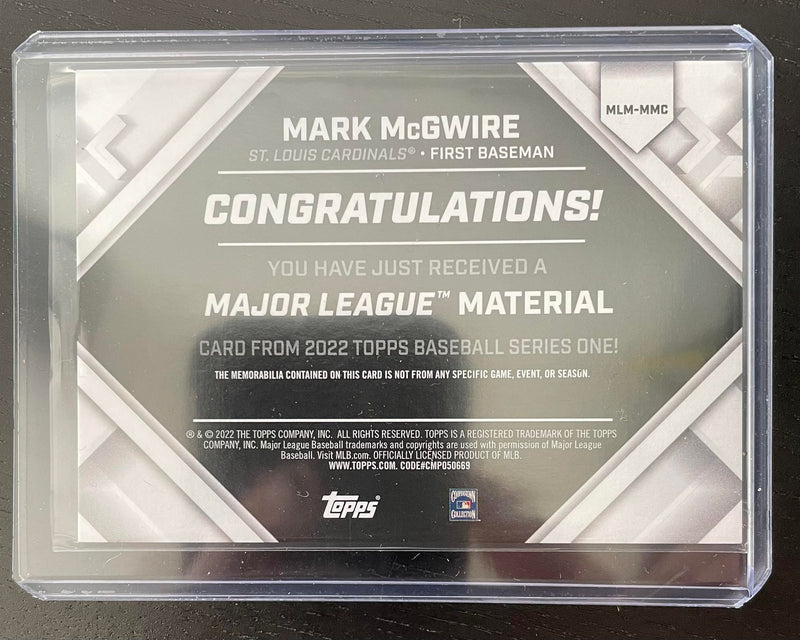 MLM-MMC
MARK McGWIRE
ST. LOUIS CARDINALS® • FIRST BASEMAN
CONGRATULATIONS!
YOU HAVE JUST RECEIVED A
MAJOR LEAGUE™ MATERIAL
CARD FROM 2022 TOPPS BASEBALL SERIES ONE!
THE MEMORABILIA CONTAINED ON THIS CARD IS NOT FROM ANY SPECIFIC GAME, EVENT, OR SEASON.
® & © 2022 THE TOPPS COMPANY, INC. ALL RIGHTS RESERVED. TOPPS IS A REGISTERED TRADEMARK OF THE TOPPS
COMPANY, INC. Major League Baseball trademarks and copyrights are used with permission of Major League
Baseball. Visit MLB.com. OFFICIALLY LICENSED PRODUCT OF MLB.
WWW.TOPPS.COM. CODE#CMP050669
Topps
COOPERSTOWN
COLLECTION